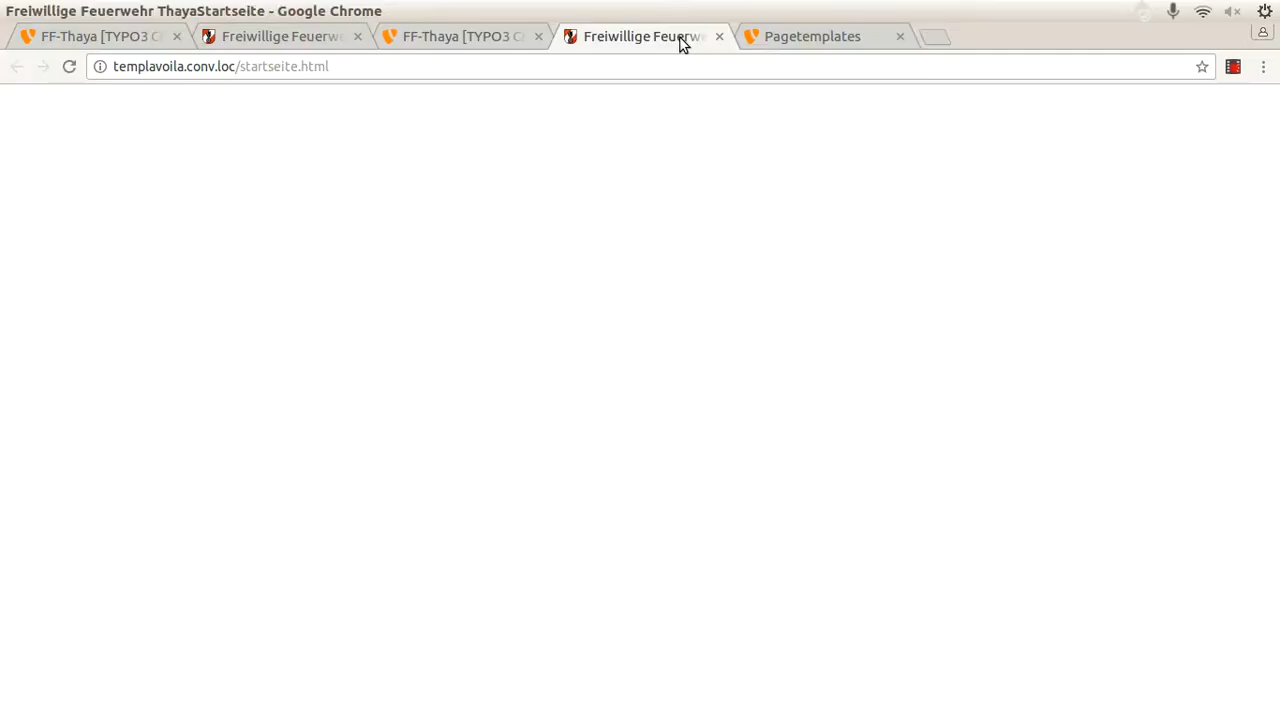 Freiwillige Feuerwehr ThayaStartseite - Google Chrome
FF-Thaya [TYPO3 C
Freiwillige Feuerw
FF-Thaya [TYPO3 C
Freiwillige Feuerw
Pagetemplates
templavoila.conv.loc/startseite.html